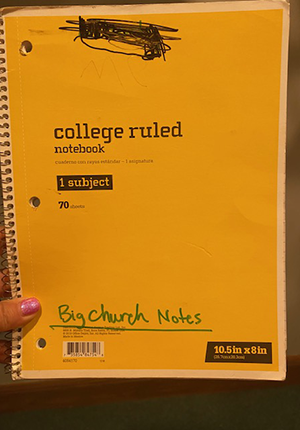 college ruled
notebook
cuaderno con rayas estándar - 1 asignatura
1 subject
70 sheets
Big Church Notes
10.5 in x 8 in